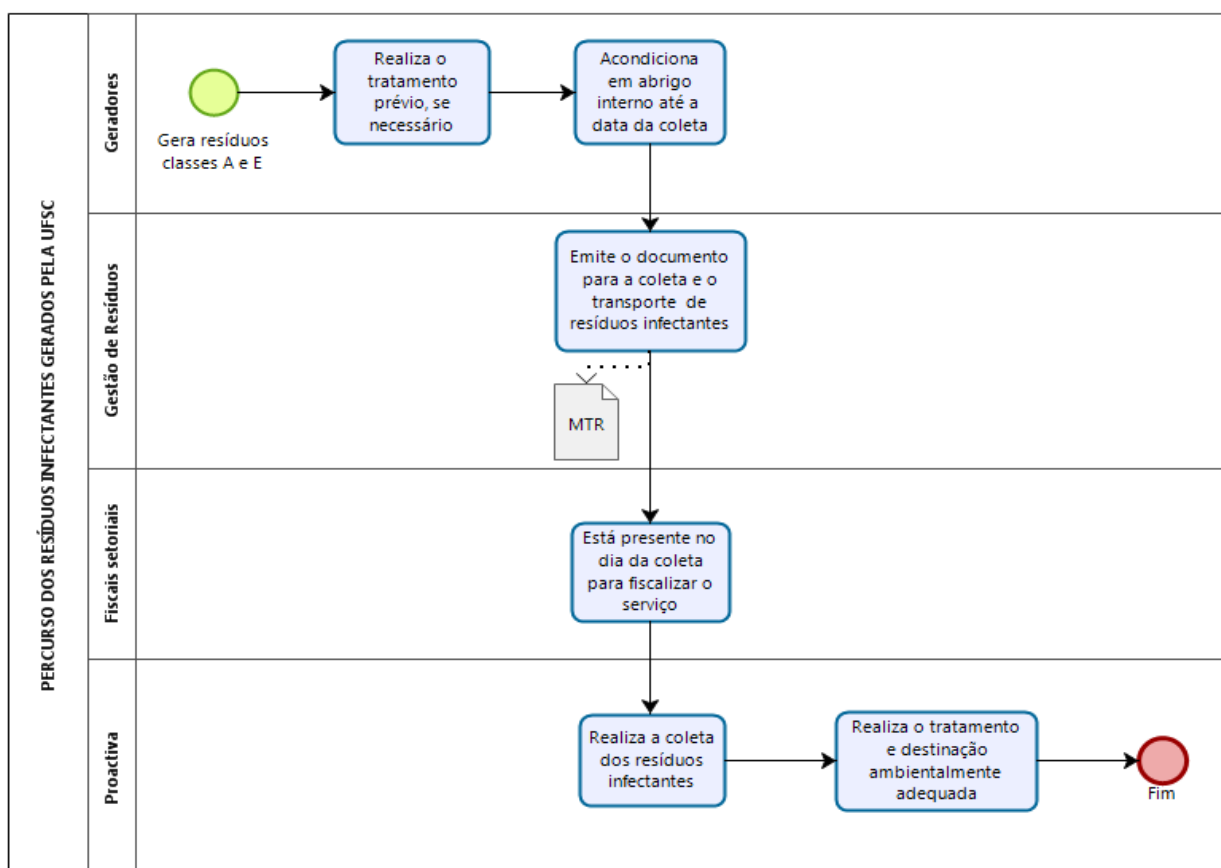 PERCURSO DOS RESÍDUOS INFECTANTES GERADOS PELA UFSC
Geradores
Gera resíduos
classes A e E
Realiza o
tratamento
prévio, se
necessário
Acondiciona
em abrigo
interno até a
data da coleta
Gestão de Resíduos
Emite o documento
para a coleta e o
transporte de
resíduos infectantes
MTR
Fiscais setoriais
Está presente no
dia da coleta
para fiscalizar o
serviço
Proactiva
Realiza a coleta
dos resíduos
infectantes
Realiza o tratamento
e destinação
ambientalmente
adequada
Fim